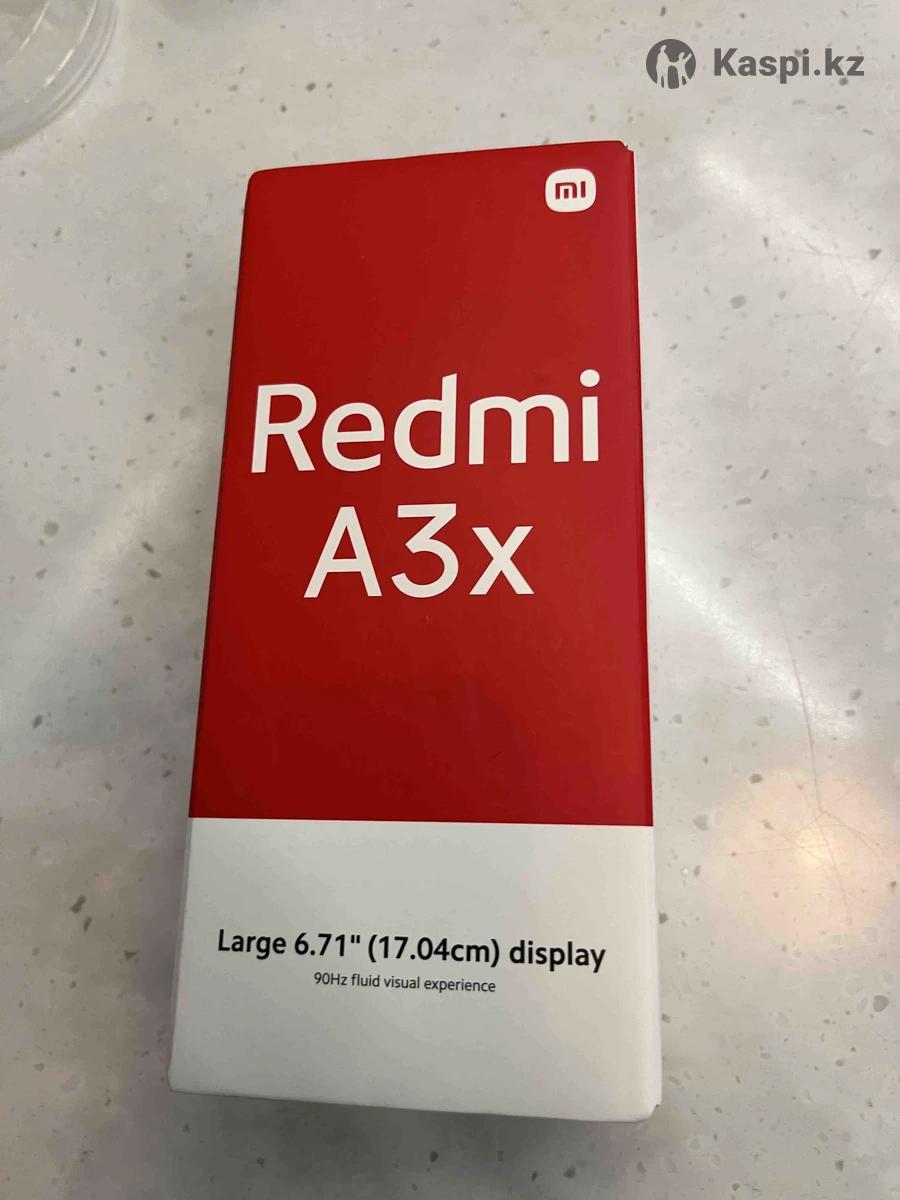 Kaspi.kz
mi
Redmi
A3x
Large 6.71" (17.04cm) display
90Hz fluid visual experience